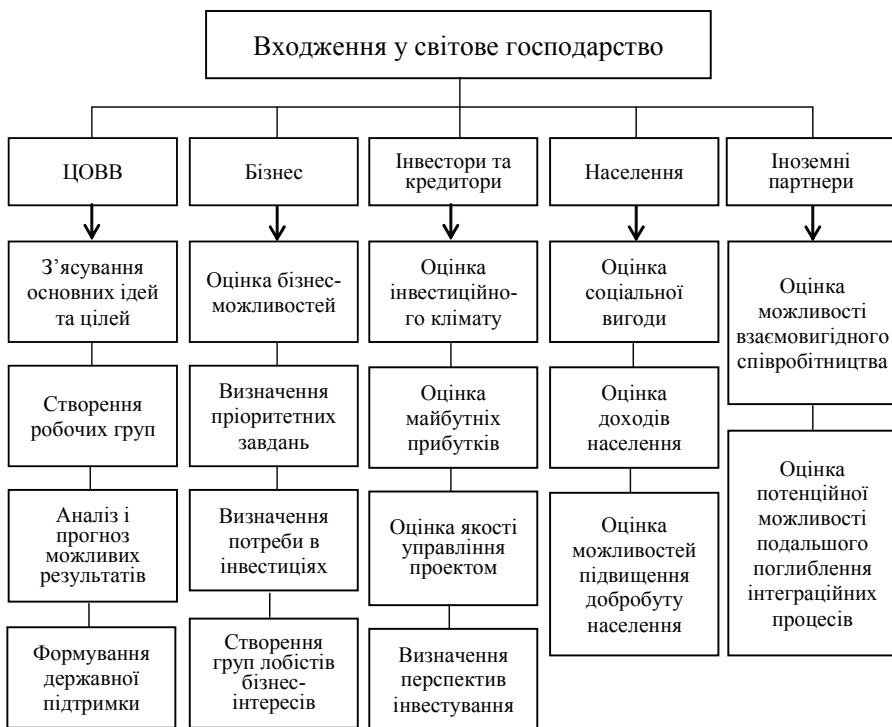 Входження у світове господарство
ЦОВВ
З’ясування
основних ідей
та цілей
Створення
робочих груп
Аналіз і
прогноз
можливих
результатів
Формування
державної
підтримки
Бізнес
Оцінка бізнес-
можливостей
Визначення
пріоритетних
завдань
Визначення
потреби в
інвестиціях
Створення
груп лобістів
бізнес-
інтересів
Інвестори та
кредитори
Оцінка
інвестиційно-
го клімату
Оцінка
майбутніх
прибутків
Оцінка якості
управління
проектом
Визначення
перспектив
інвестування
Населення
Оцінка
соціальної
вигоди
Оцінка
доходів
населення
Оцінка
можливостей
підвищення
добробуту
населення
Іноземні
партнери
Оцінка
можливості
взаємовигідного
співробітництва
Оцінка
потенційної
можливості
подальшого
поглиблення
інтеграційних
процесів